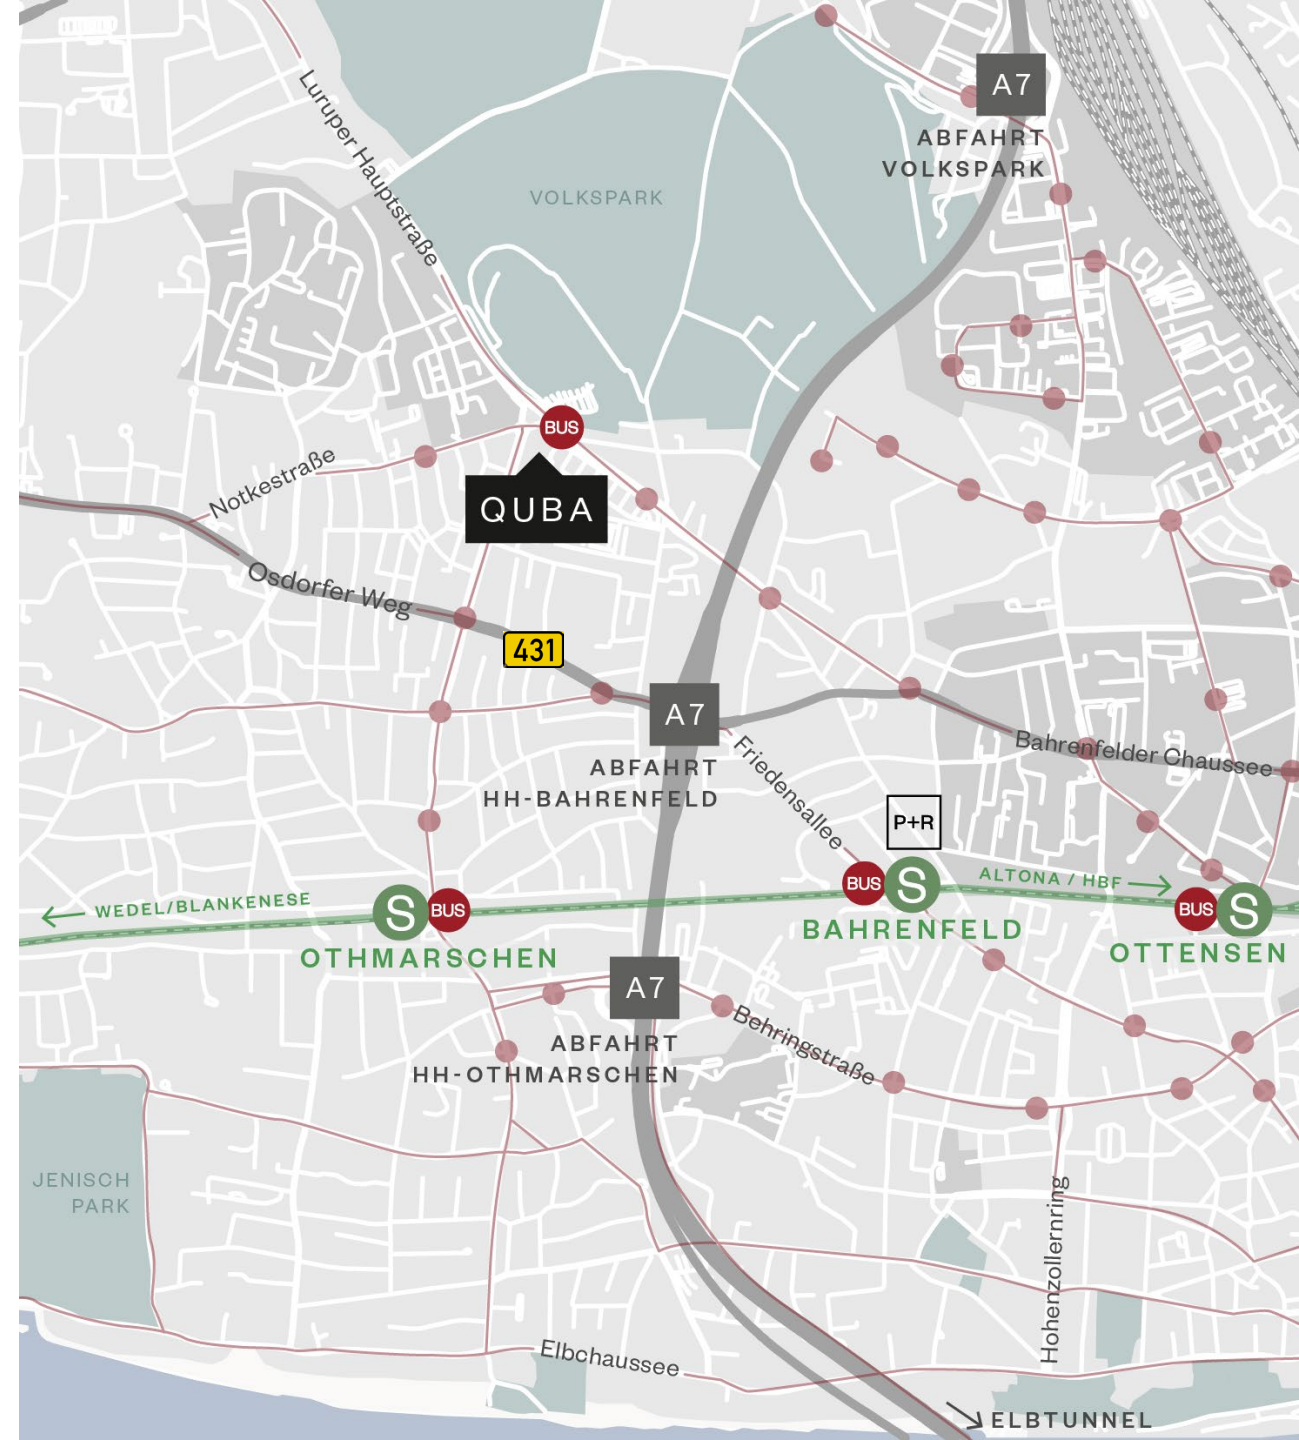 A7
ABFAHRT
VOLKSPARK
Luruper Hauptstraße
VOLKSPARK
BUS
Notkestraße
QUBA
Osdorfer Weg
431
A7
ABFAHRT
HH-BAHRENFELD
Friedensallee
Bahrenfelder Chaussee
P+R
ALTONA / HBF
WEDEL/BLANKENESE
S
BUS
OTHMARSCHEN
BUS
S
BAHRENFELD
BUS
S
OTTENSEN
A7
ABFAHRT
HH-OTHMARSCHEN
Behringstraße
JENISCH
PARK
Hohenzollernring
Elbchaussee
ELBTUNNEL